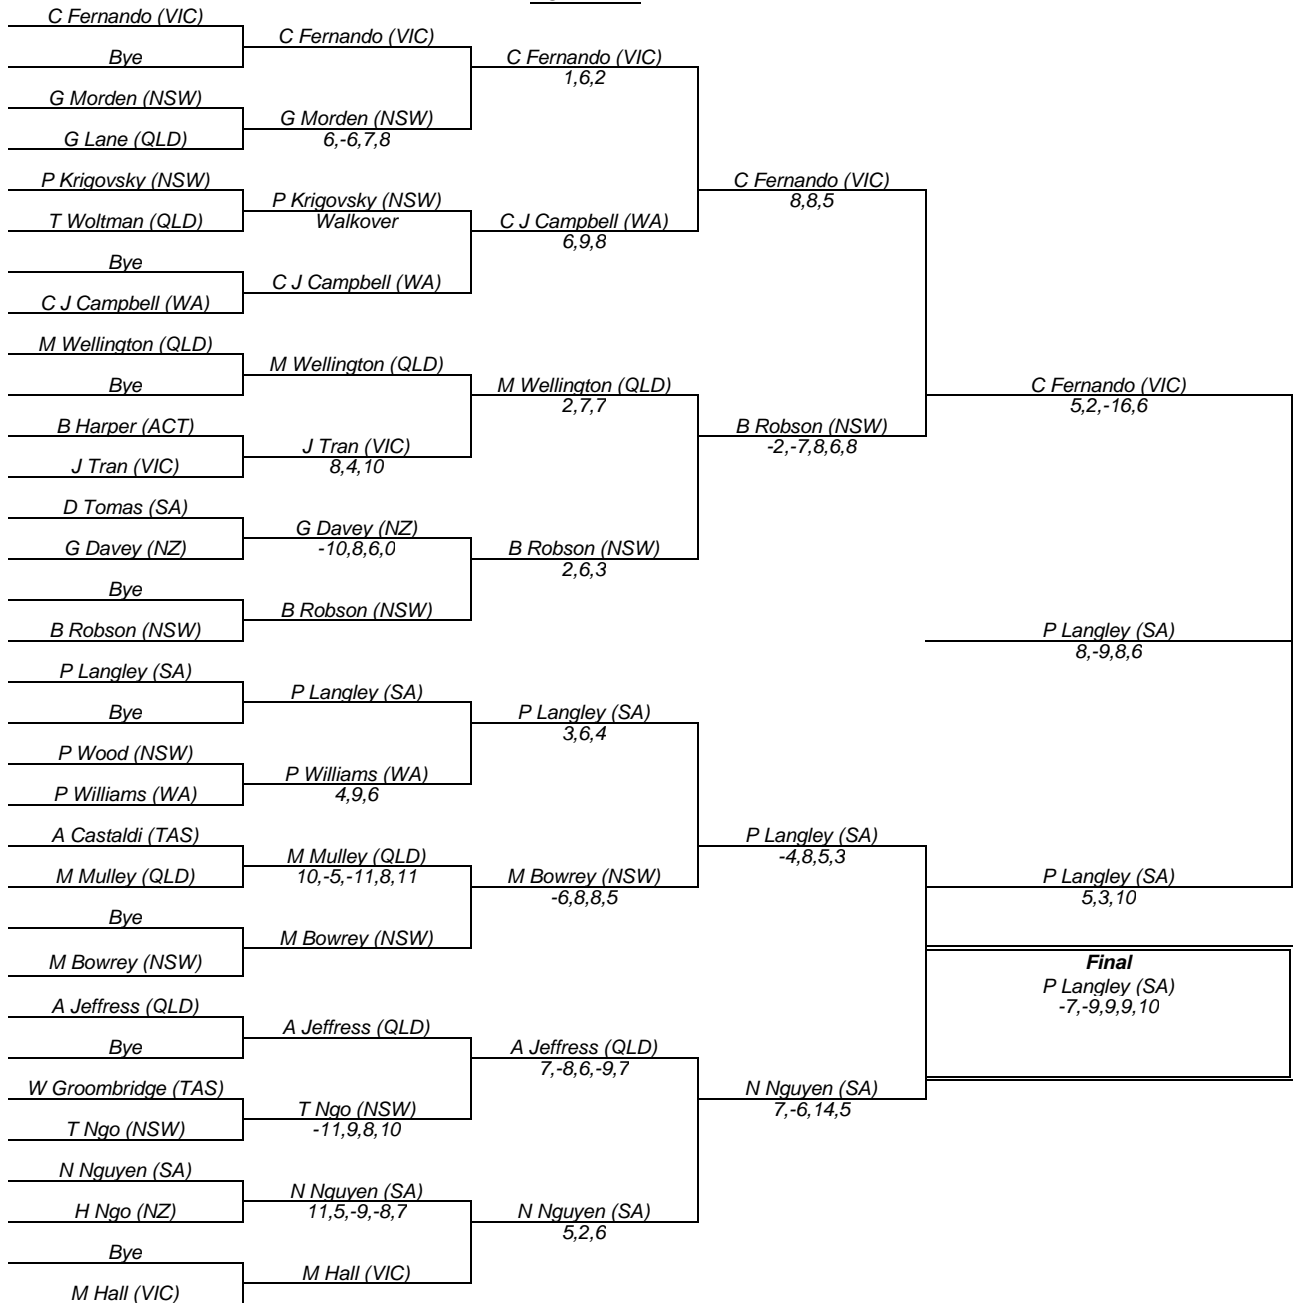 C Fernando (VIC)
Bye
G Morden (NSW)
G Lane (QLD)
P Krigovsky (NSW)
T Woltman (QLD)
Bye
C J Campbell (WA)
M Wellington (QLD)
Bye
B Harper (ACT)
J Tran (VIC)
D Tomas (SA)
G Davey (NZ)
Bye
B Robson (NSW)
P Langley (SA)
Bye
P Wood (NSW)
P Williams (WA)
A Castaldi (TAS)
M Mulley (QLD)
Bye
M Bowrey (NSW)
A Jeffress (QLD)
Bye
W Groombridge (TAS)
T Ngo (NSW)
N Nguyen (SA)
H Ngo (NZ)
Bye
M Hall (VIC)
C Fernando (VIC)
G Morden (NSW)
6,-6,7,8
P Krigovsky (NSW)
Walkover
C J Campbell (WA)
M Wellington (QLD)
J Tran (VIC)
8,4,10
G Davey (NZ)
-10,8,6,0
B Robson (NSW)
P Langley (SA)
P Williams (WA)
4,9,6
M Mulley (QLD)
10,-5,-11,8,11
M Bowrey (NSW)
A Jeffress (QLD)
T Ngo (NSW)
-11,9,8,10
N Nguyen (SA)
11,5,-9,-8,7
M Hall (VIC)
C Fernando (VIC)
1,6,2
C J Campbell (WA)
6,9,8
M Wellington (QLD)
2,7,7
B Robson (NSW)
2,6,3
P Langley (SA)
3,6,4
M Bowrey (NSW)
-6,8,8,5
A Jeffress (QLD)
7,-8,6,-9,7
N Nguyen (SA)
5,2,6
C Fernando (VIC)
8,8,5
B Robson (NSW)
-2,-7,8,6,8
P Langley (SA)
-4,8,5,3
N Nguyen (SA)
7,-6,14,5
C Fernando (VIC)
5,2,-16,6
P Langley (SA)
8,-9,8,6
P Langley (SA)
5,3,10
Final
P Langley (SA)
-7,-9,9,9,10